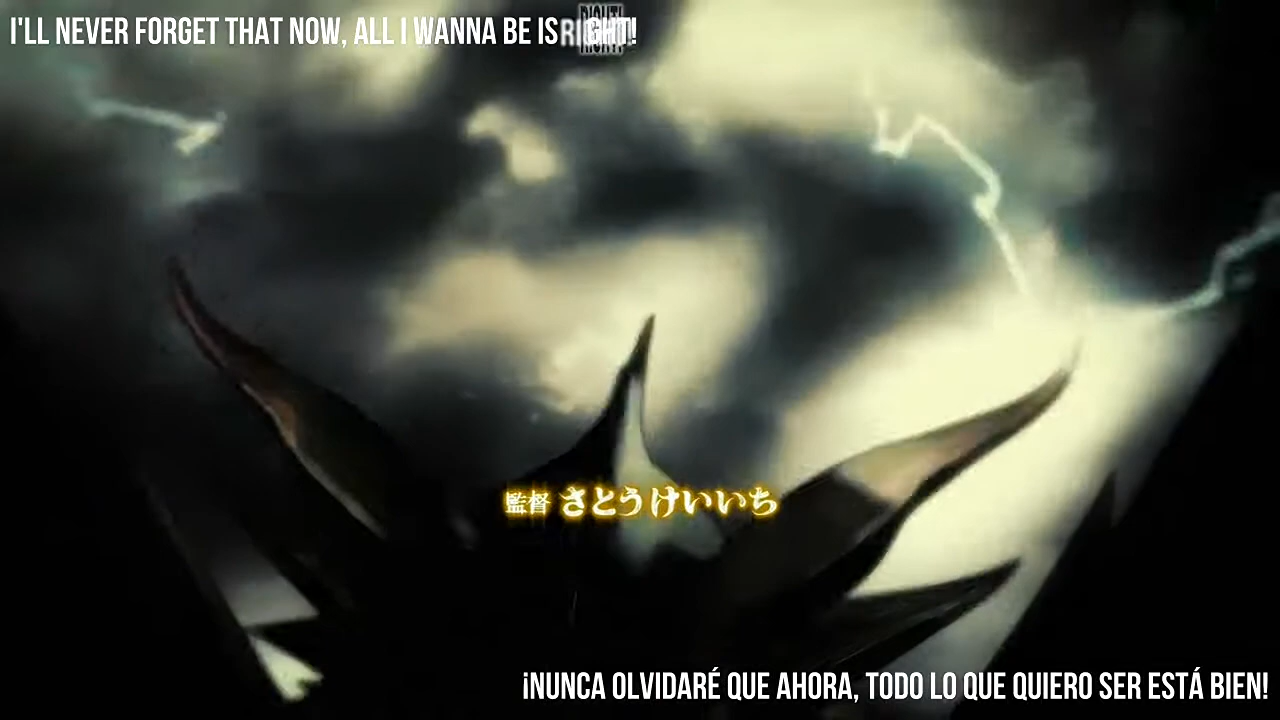 I'LL NEVER FORGET THAT NOW, ALL I WANNA BE IS RIGHT!
監督 さとうけいいち
¡NUNCA OLVIDARÉ QUE AHORA, TODO LO QUE QUIERO SER ESTÁ BIEN!